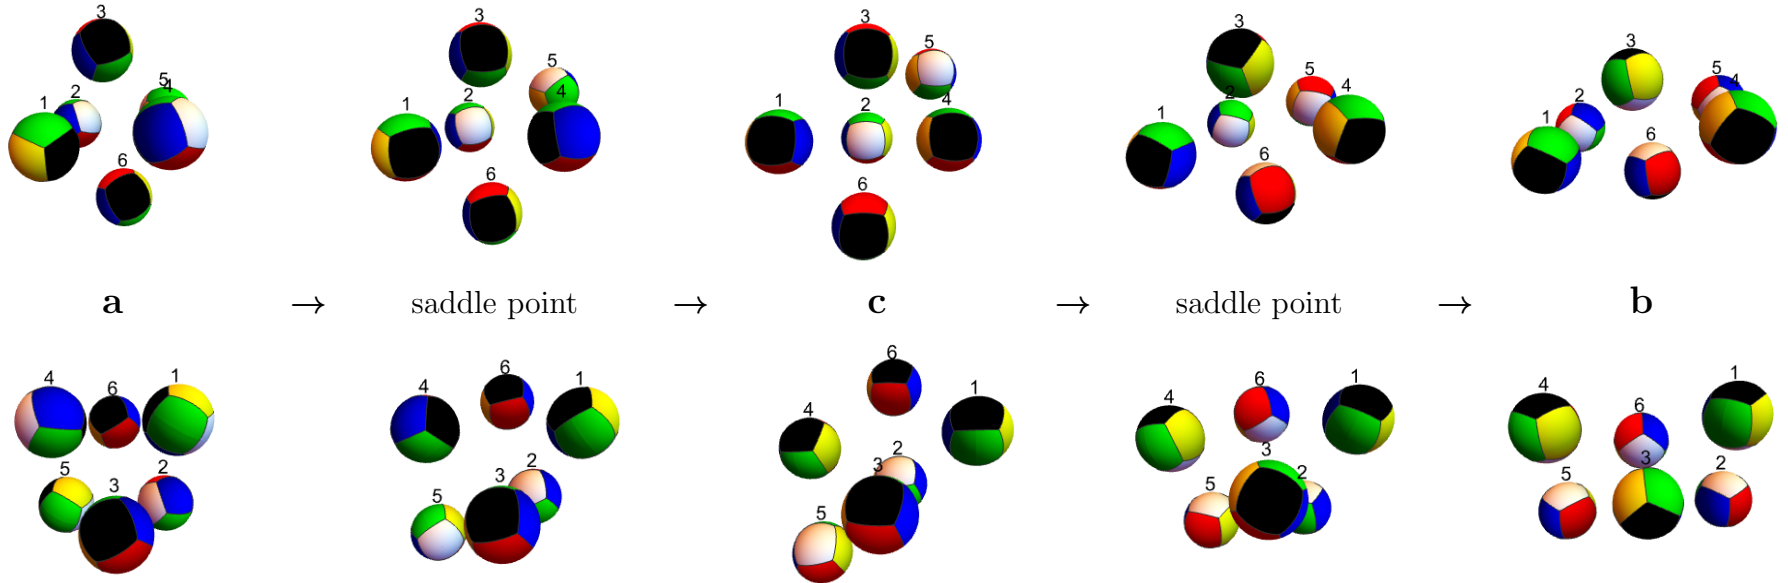 3 3 3 3 3
5 4 1 2 5 4 1 2 5 4 1 2 5 4 1 2 5 4 1 2
6 6 6 6 6
a → saddle point → c → saddle point → b
4 6 1 4 6 1 4 6 1 4 6 1 4 6 1
5 3 2 5 3 2 5 3 2 5 3 2 5 3 2